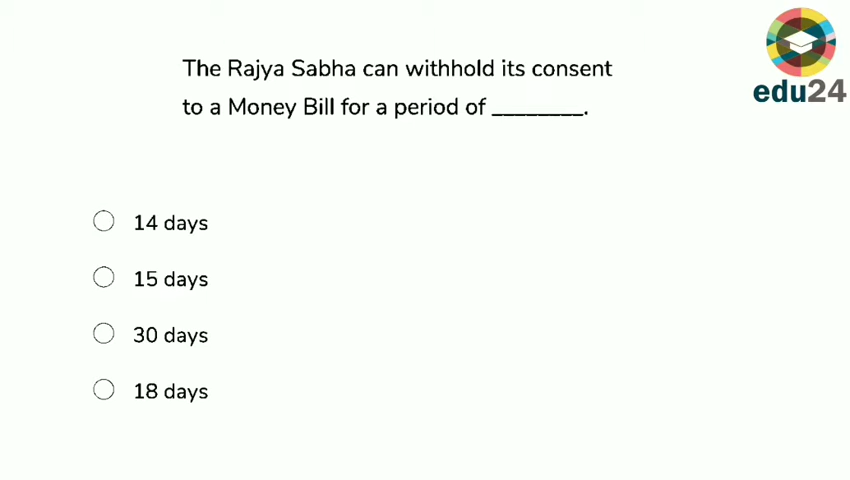 The Rajya Sabha can withhold its consent
to a Money Bill for a period of ________.
edu24
14 days
15 days
30 days
18 days